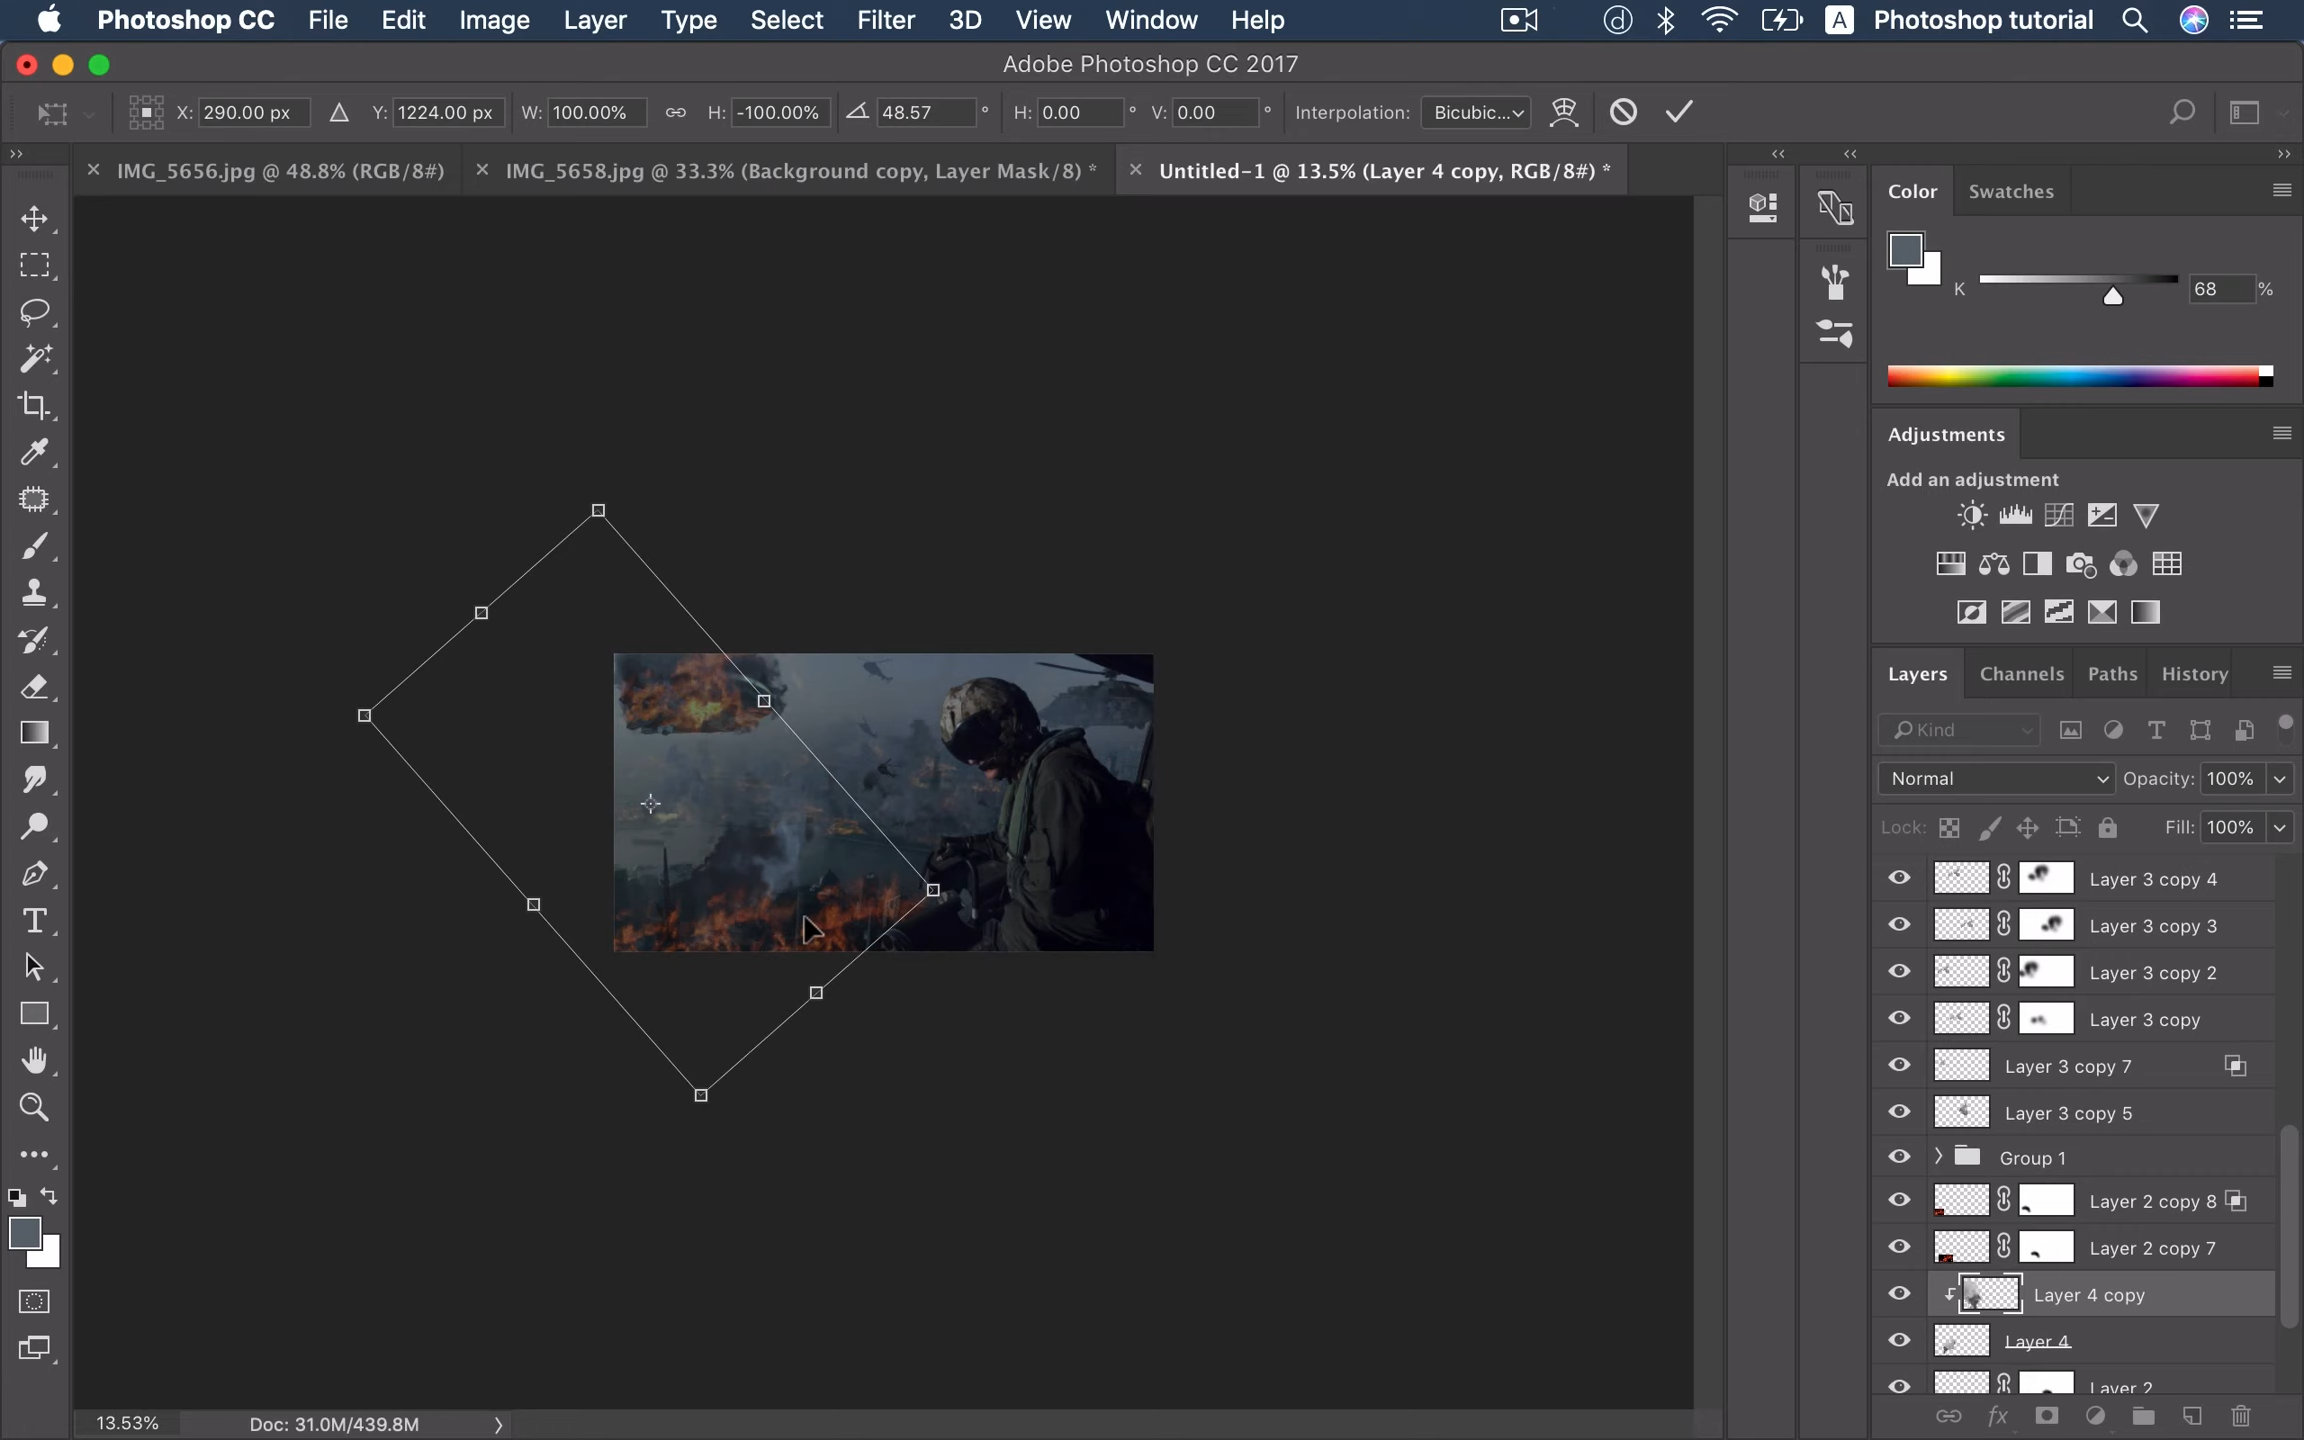 Photoshop CC File Edit Image Layer Type Select Filter 3D View Window Help A Photoshop tutorial
Adobe Photoshop CC 2017
X: 290.00 px Y: 1224.00 px W: 100.00% H: -100.00% 48.57 ° H: 0.00 ° V: 0.00 ° Interpolation: Bicubic...
IMG_5656.jpg @ 48.8% (RGB/8#) IMG_5658.jpg @ 33.3% (Background copy, Layer Mask/8) * Untitled-1 @ 13.5% (Layer 4 copy, RGB/8#) *
Color Swatches
K 68 %
Adjustments
Add an adjustment
Layers Channels Paths History
Kind
Normal Opacity: 100%
Lock: Fill: 100%
Layer 3 copy 4
Layer 3 copy 3
Layer 3 copy 2
Layer 3 copy
Layer 3 copy 7
Layer 3 copy 5
Group 1
Layer 2 copy 8
Layer 2 copy 7
Layer 4 copy
Layer 4
Layer 2
fx
13.53% Doc: 31.0M/439.8M